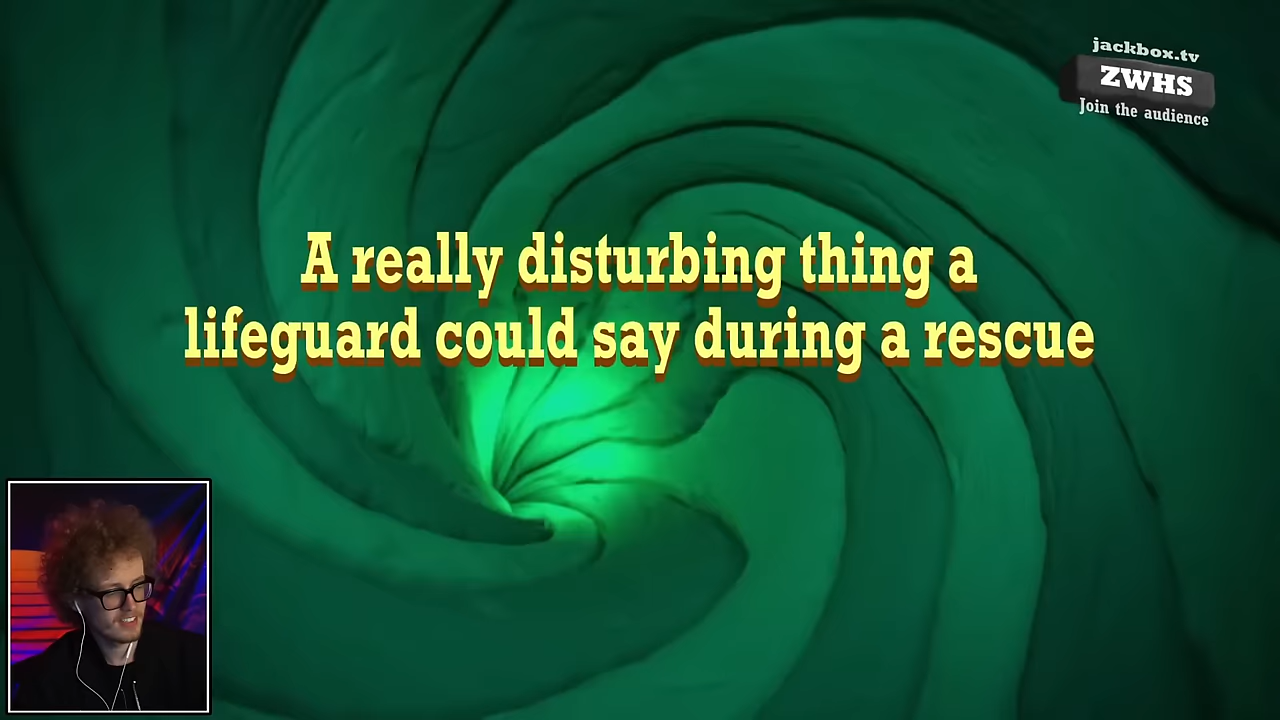 jackbox.tv
ZWHS
Join the audience
A really disturbing thing a
lifeguard could say during a rescue